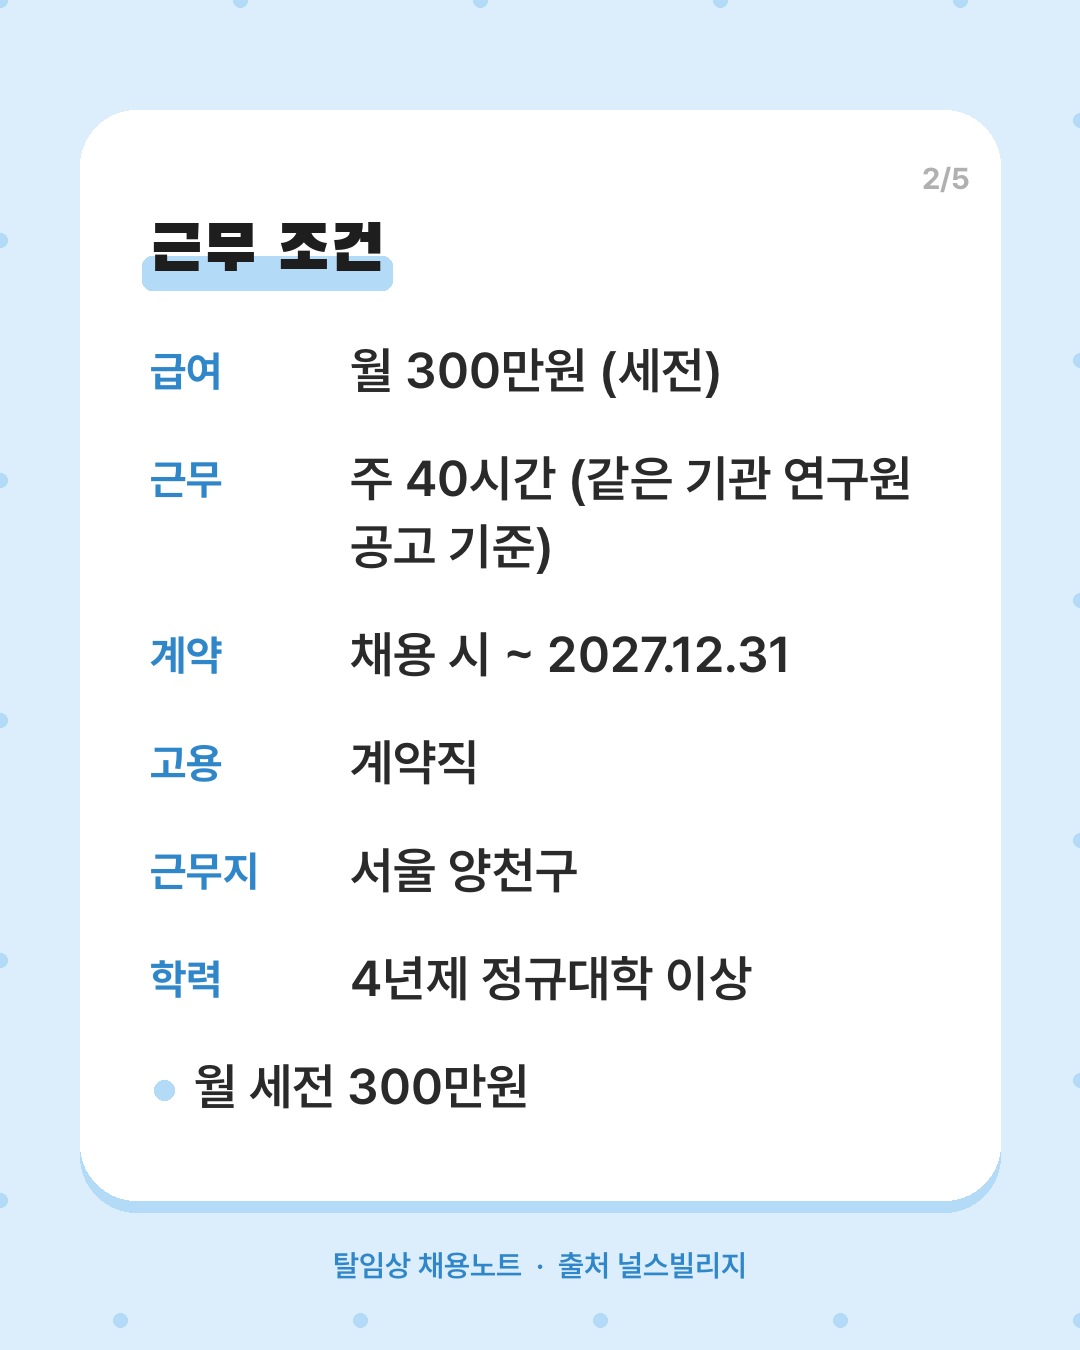 2/5
근무 조건
급여 월 300만원 (세전)
근무 주 40시간 (같은 기관 연구원
공고 기준)
계약 채용 시 ~ 2027.12.31
고용 계약직
근무지 서울 양천구
학력 4년제 정규대학 이상
월 세전 300만원
탈임상 채용노트 · 출처 널스빌리지